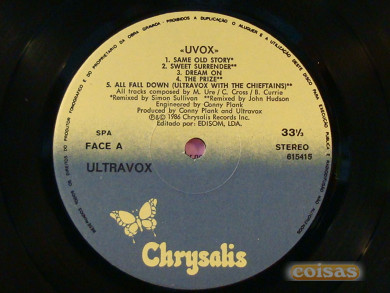 «UVOX»
1. SAME OLD STORY*
2. SWEET SURRENDER**
3. DREAM ON
4. THE PRIZE**
5. ALL FALL DOWN (ULTRAVOX WITH THE CHIEFTAINS)**
All tracks composed by M. Ure / C. Cross / B. Currie
*Remixed by Simon Sullivan **Remixed by John Hudson
Engineered by Conny Plank
Produced by Conny Plank and Ultravox
℗ © 1986 Chrysalis Records Ltd.
Editado por: EDISOM, LDA.
SPA
FACE A
33⅓
STEREO
615415
ULTRAVOX
Chrysalis
coisas